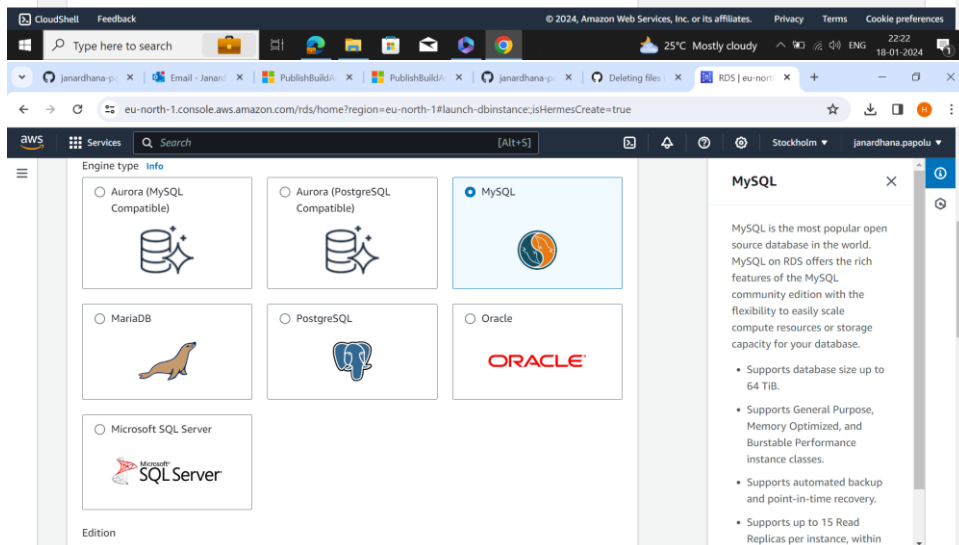 CloudShell Feedback © 2024, Amazon Web Services, Inc. or its affiliates. Privacy Terms Cookie preferences
Type here to search 25°C Mostly cloudy ENG 22:22
18-01-2024
janardhana-p Email - Janard PublishBuildA PublishBuildA janardhana-p Deleting files RDS | eu-nort
eu-north-1.console.aws.amazon.com/rds/home?region=eu-north-1#launch-dbinstance:;isHermesCreate=true H
aws Services Search [Alt+S] Stockholm janardhana.papolu
Engine type Info
Aurora (MySQL
Compatible)
Aurora (PostgreSQL
Compatible)
MySQL
MariaDB
PostgreSQL
Oracle
ORACLE
Microsoft SQL Server
Microsoft
SQL Server
Edition
MySQL
MySQL is the most popular open
source database in the world.
MySQL on RDS offers the rich
features of the MySQL
community edition with the
flexibility to easily scale
compute resources or storage
capacity for your database.
• Supports database size up to
64 TiB.
• Supports General Purpose,
Memory Optimized, and
Burstable Performance
instance classes.
• Supports automated backup
and point-in-time recovery.
• Supports up to 15 Read
Replicas per instance, within